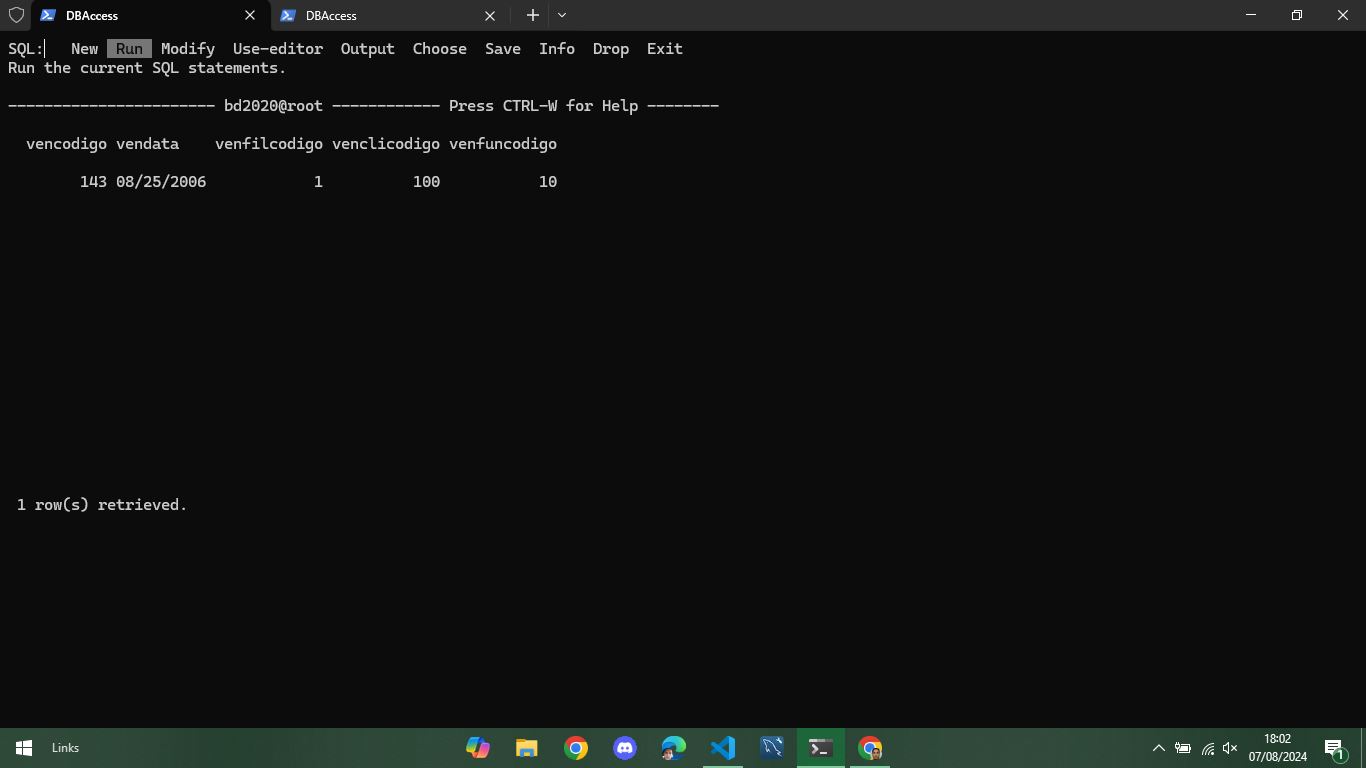 DBAccess DBAccess
SQL: New Run Modify Use-editor Output Choose Save Info Drop Exit
Run the current SQL statements.
----------------------- bd2020@root ------------ Press CTRL-W for Help --------
vencodigo vendata venfilcodigo venclicodigo venfuncodigo
143 08/25/2006 1 100 10
1 row(s) retrieved.
Links
18:02
07/08/2024
1